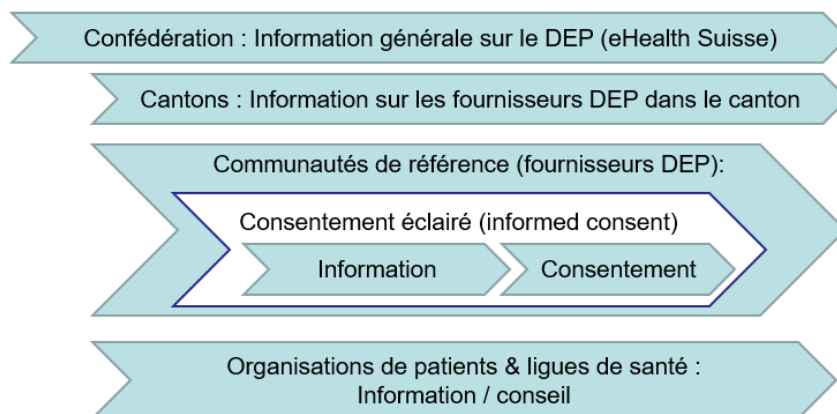 Confédération : Information générale sur le DEP (eHealth Suisse)
Cantons : Information sur les fournisseurs DEP dans le canton
Communautés de référence (fournisseurs DEP):
Consentement éclairé (informed consent)
Information
Consentement
Organisations de patients & ligues de santé :
Information / conseil